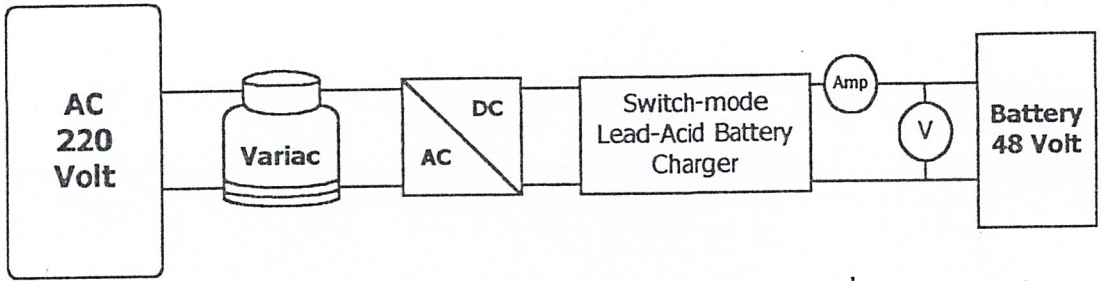 AC
220
Volt
Variac
DC
AC
Switch-mode
Lead-Acid Battery
Charger
Amp
V
Battery
48 Volt